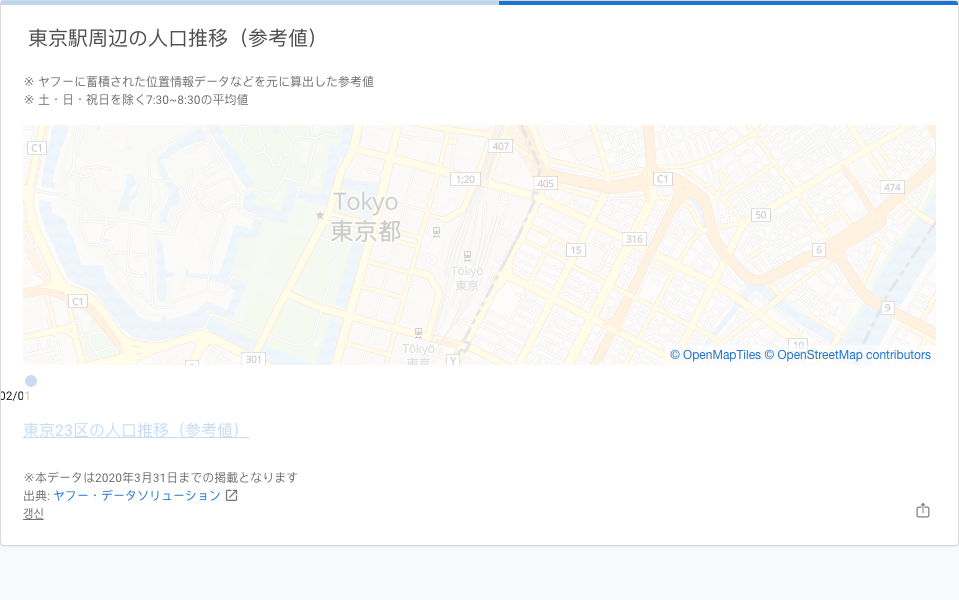 東京駅周辺の人口推移（参考値）
※ ヤフーに蓄積された位置情報データなどを元に算出した参考値
※ 土・日・祝日を除く7:30~8:30の平均値
C1
407
1;20
405
C1
474
Tokyo
東京都
50
316
15
6
Tōkyō
東京
C1
9
10
301
Tōkyō
東京
Y
© OpenMapTiles © OpenStreetMap contributors
02/01
東京23区の人口推移（参考値）
※本データは2020年3月31日までの掲載となります
出典: ヤフー・データソリューション
갱신